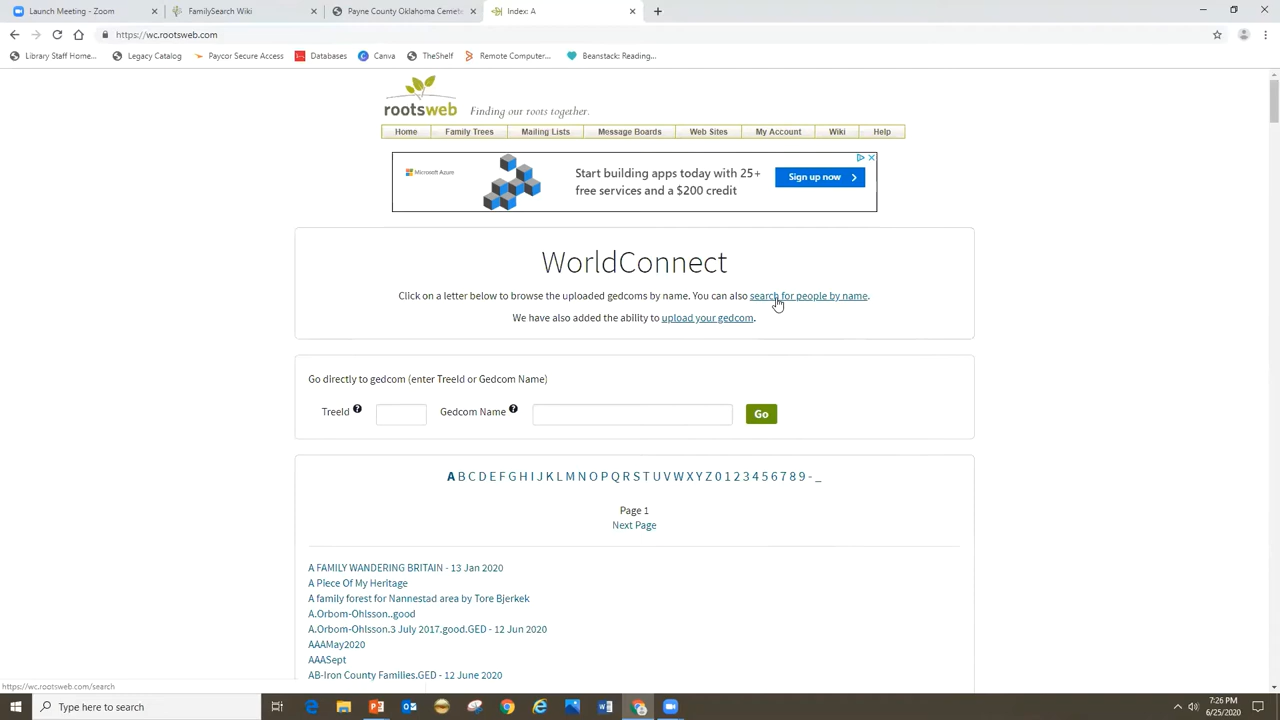 Launch Meeting - Zoom
FamilySearch Wiki
Payne County Oklahoma Cemete
Index: A
https://wc.rootsweb.com
Library Staff Home...
Legacy Catalog
Paycor Secure Access
Databases
Canva
TheShelf
Remote Computer...
Beanstack: Reading...
rootsweb
Finding our roots together.
Home
Family Trees
Mailing Lists
Message Boards
Web Sites
My Account
Wiki
Help
Microsoft Azure
Start building apps today with 25+
free services and a $200 credit
Sign up now
WorldConnect
Click on a letter below to browse the uploaded gedcoms by name. You can also search for people by name.
We have also added the ability to upload your gedcom.
Go directly to gedcom (enter TreeId or Gedcom Name)
TreeId
Gedcom Name
Go
A B C D E F G H I J K L M N O P Q R S T U V W X Y Z 0 1 2 3 4 5 6 7 8 9 - _
Page 1
Next Page
A FAMILY WANDERING BRITAIN - 13 Jan 2020
A PIece Of My Heritage
A family forest for Nannestad area by Tore Bjerkek
A.Orbom-Ohlsson..good
A.Orbom-Ohlsson.3 July 2017.good.GED - 12 Jun 2020
AAAMay2020
AAASept
AB-Iron County Families.GED - 12 June 2020
https://wc.rootsweb.com/search
Type here to search
7:26 PM
6/25/2020